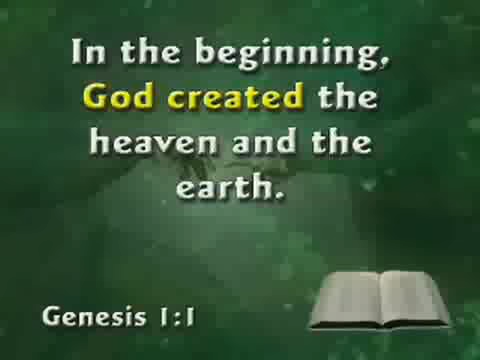 In the beginning,
God created the
heaven and the
earth.
Genesis 1:1